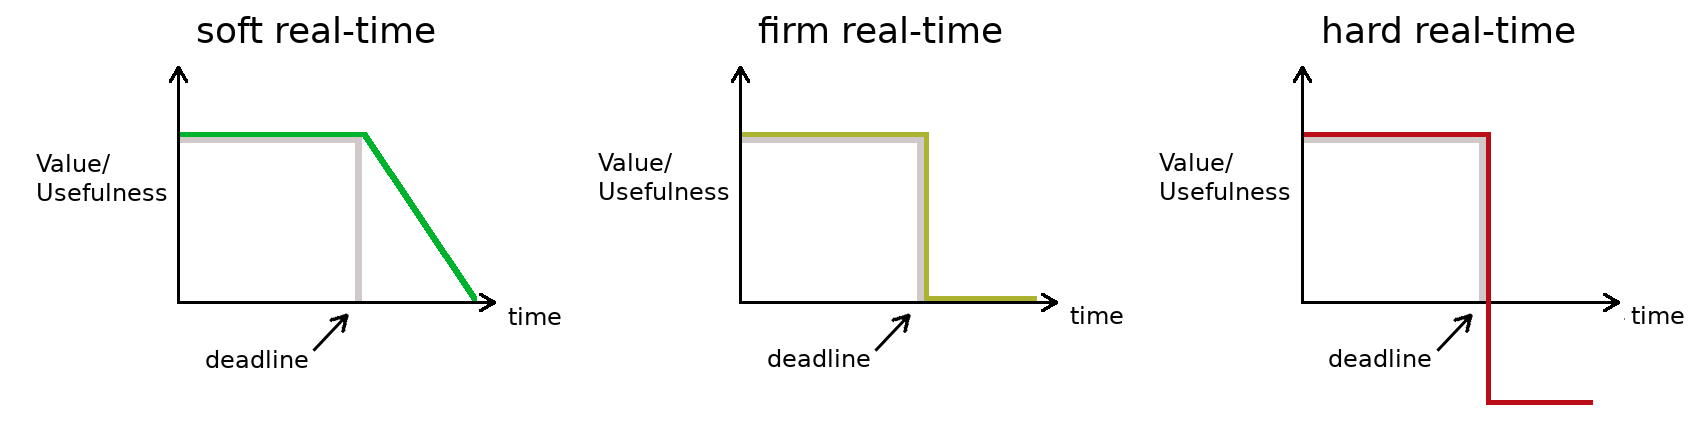 soft real-time
Value/
Usefulness
time
deadline
firm real-time
Value/
Usefulness
time
deadline
hard real-time
Value/
Usefulness
time
deadline